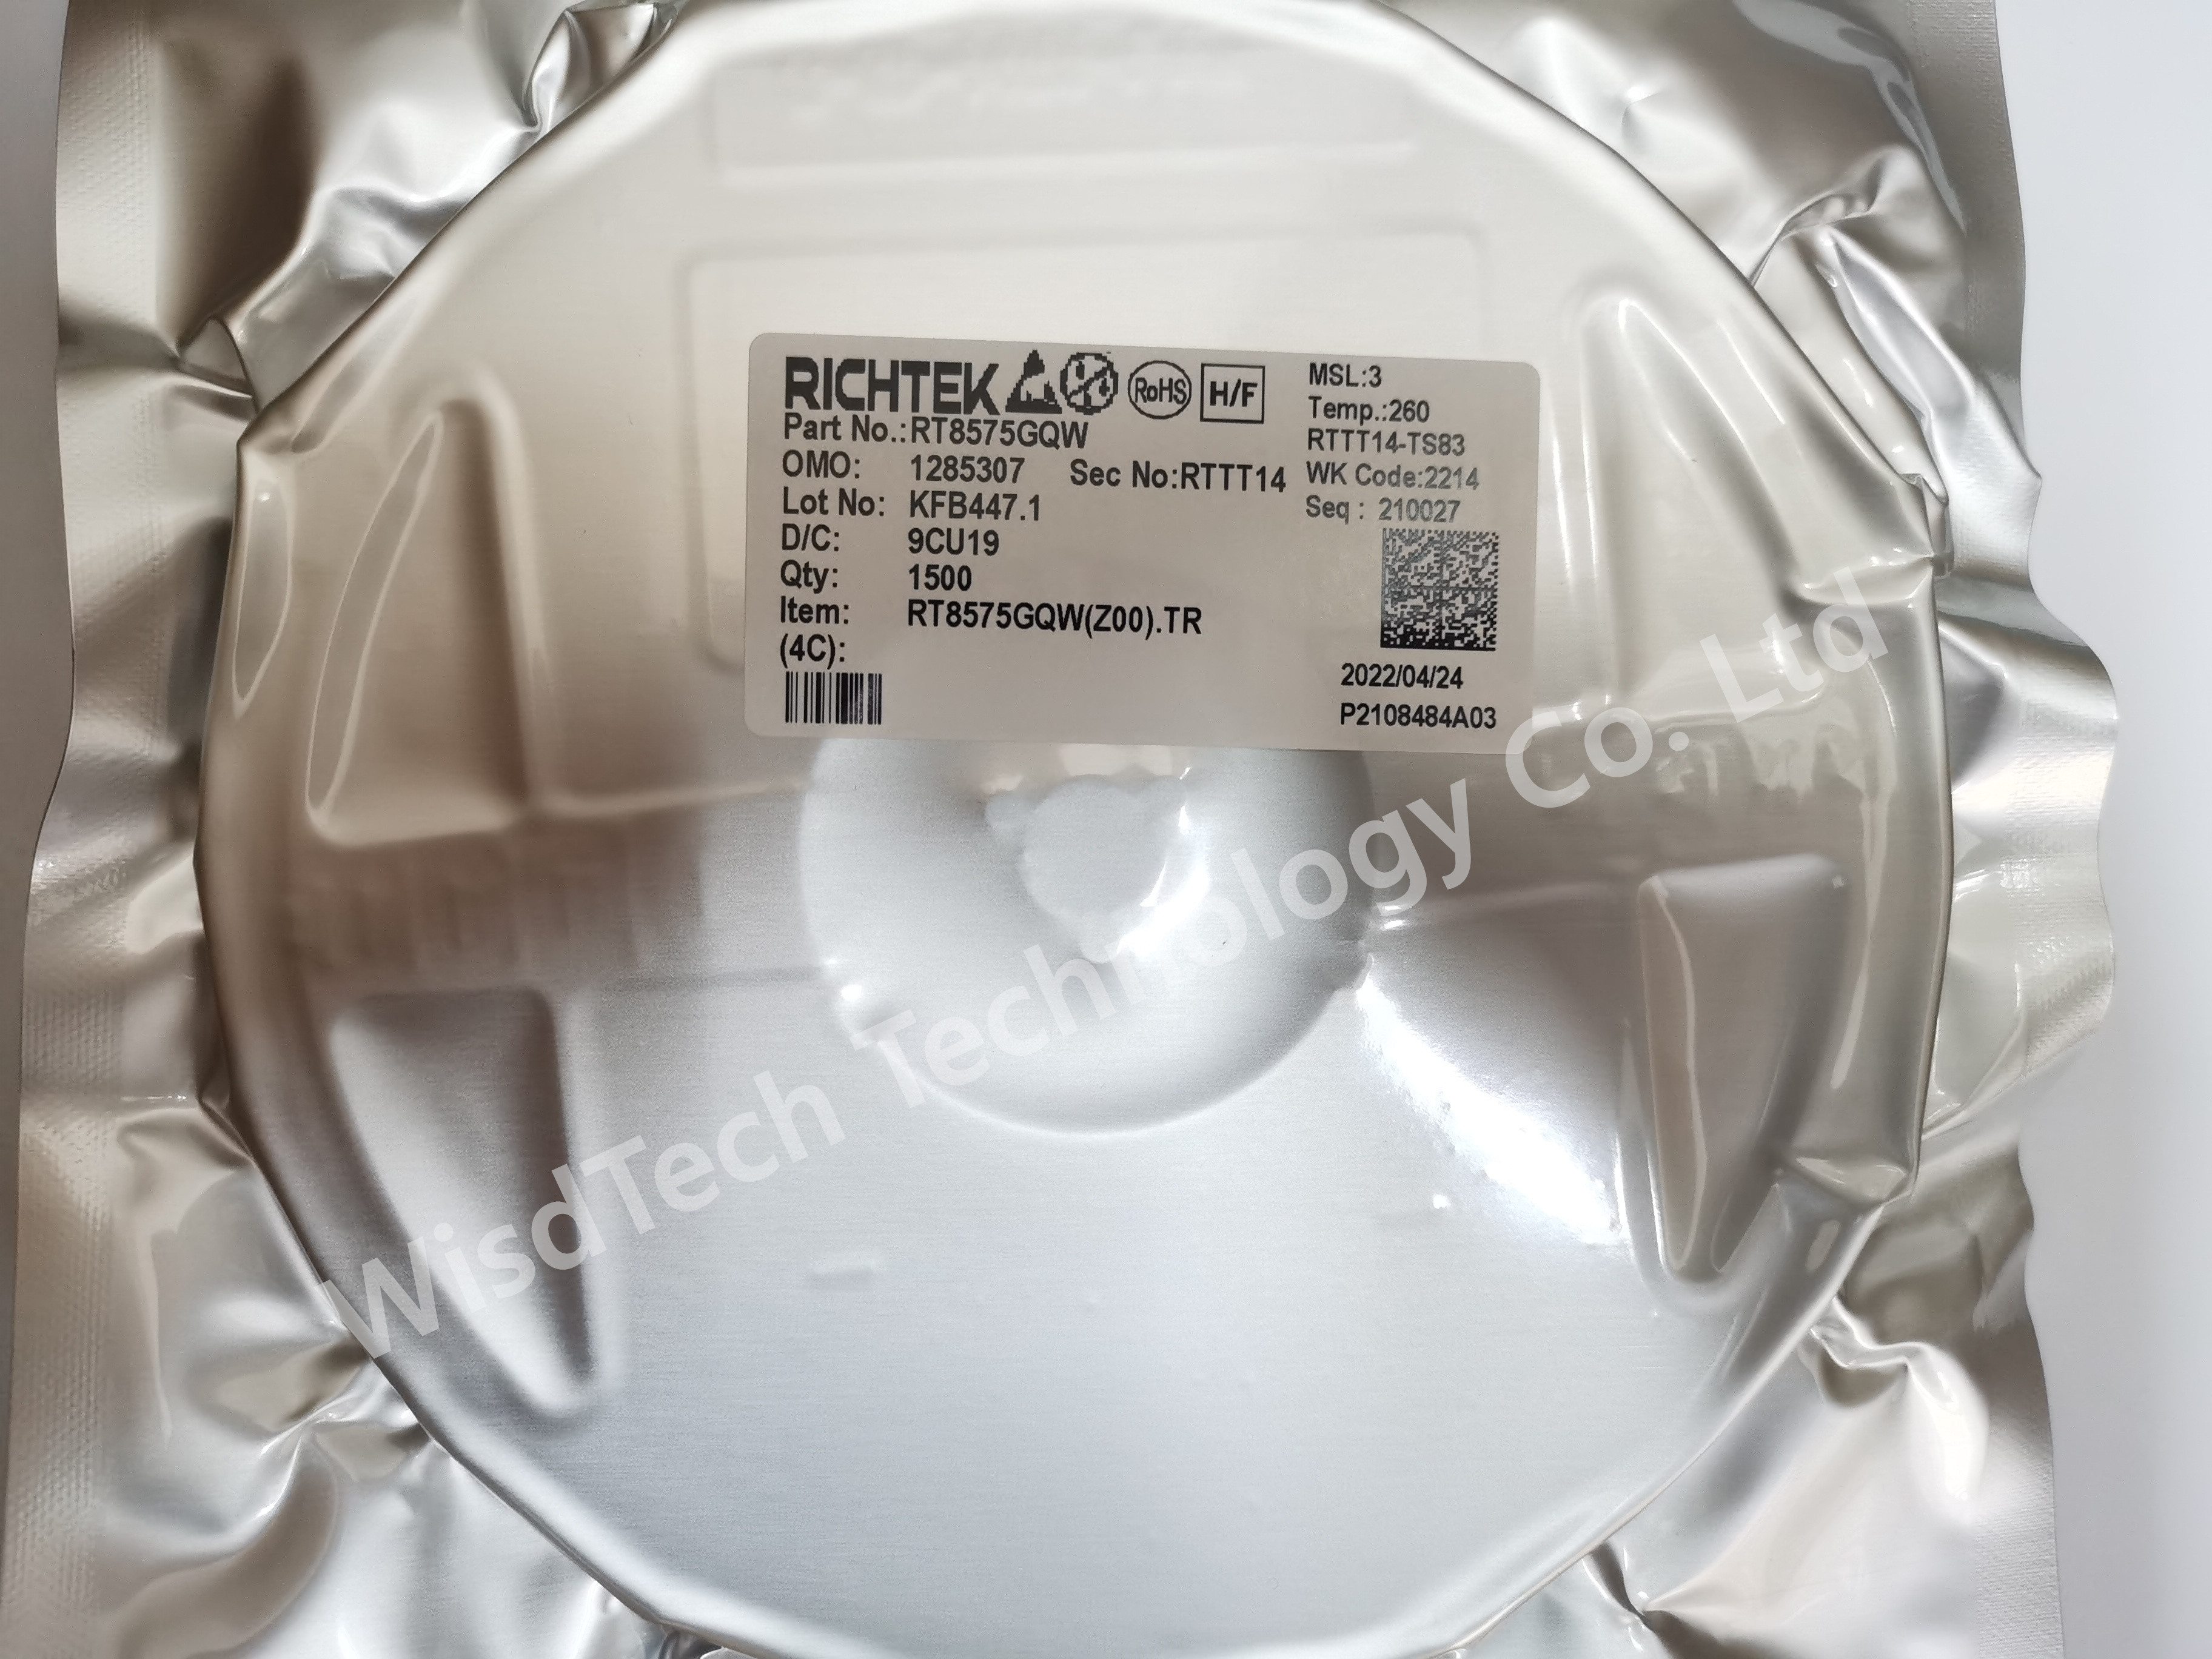 RICHTEK RoHS H/F
Part No.:RT8575GQW
OMO: 1285307 Sec No:RTTT14
Lot No: KFB447.1
D/C: 9CU19
Qty: 1500
Item: RT8575GQW(Z00).TR
(4C):
MSL:3
Temp.:260
RTTT14-TS83
WK Code:2214
Seq : 210027
2022/04/24
P2108484A03
WisdTech Technology Co. Ltd